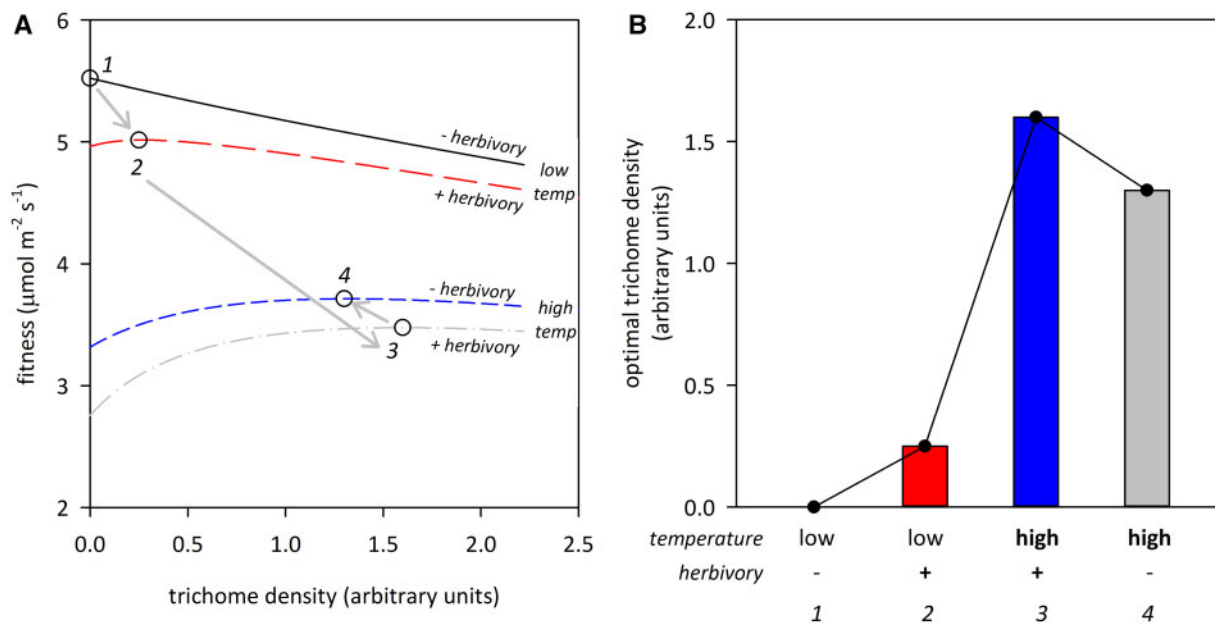 A
fitness (μmol m⁻² s⁻¹)
6
5
4
3
2
1
2
3
4
- herbivory
low
temp
+ herbivory
- herbivory
high
temp
+ herbivory
0.0 0.5 1.0 1.5 2.0 2.5
trichome density (arbitrary units)
B
optimal trichome density
(arbitrary units)
2.0
1.5
1.0
0.5
0.0
temperature low low high high
herbivory - + + -
1 2 3 4